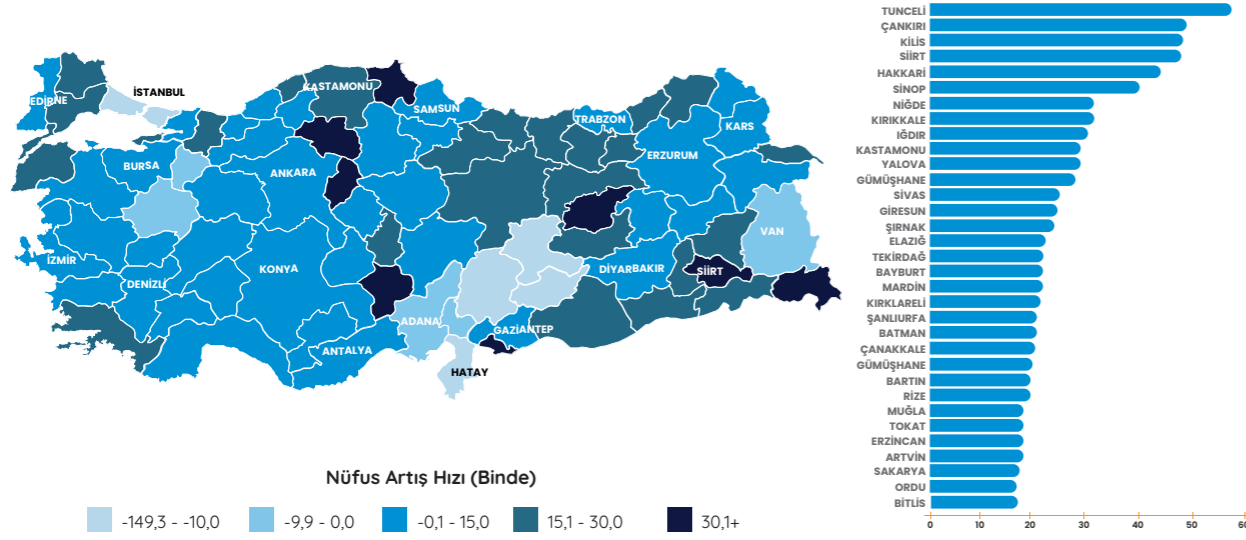 EDİRNE
İSTANBUL
KASTAMONU
SAMSUN
TRABZON
KARS
BURSA
ANKARA
ERZURUM
VAN
İZMİR
DENİZLİ
KONYA
DİYARBAKIR
SİİRT
ADANA
GAZİANTEP
ANTALYA
HATAY
Nüfus Artış Hızı (Binde)
-149,3 - -10,0
-9,9 - 0,0
-0,1 - 15,0
15,1 - 30,0
30,1+
TUNCELİ
ÇANKIRI
KİLİS
SİİRT
HAKKARİ
SİNOP
NİĞDE
KIRIKKALE
IĞDIR
KASTAMONU
YALOVA
GÜMÜŞHANE
SİVAS
GİRESUN
ŞIRNAK
ELAZIĞ
TEKİRDAĞ
BAYBURT
MARDİN
KIRKLARELİ
ŞANLIURFA
BATMAN
ÇANAKKALE
GÜMÜŞHANE
BARTIN
RİZE
MUĞLA
TOKAT
ERZİNCAN
ARTVİN
SAKARYA
ORDU
BİTLİS
0 10 20 30 40 50 60